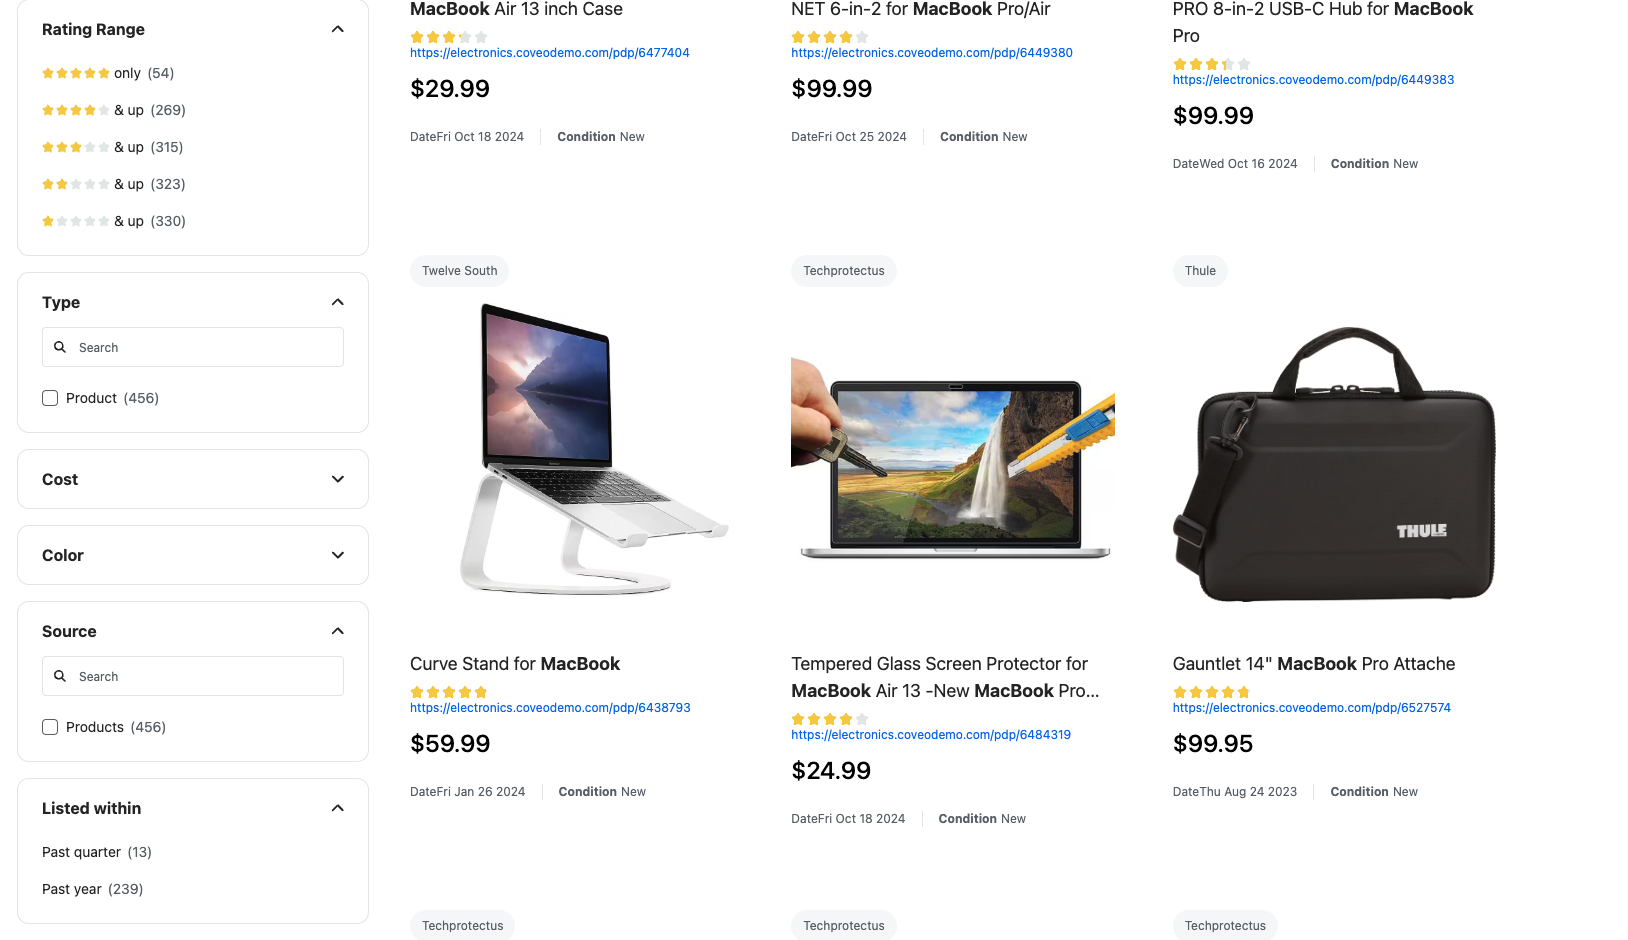 Rating Range
only (54)
& up (269)
& up (315)
& up (323)
& up (330)
Type
Search
Product (456)
Cost
Color
Source
Search
Products (456)
Listed within
Past quarter (13)
Past year (239)
MacBook Air 13 inch Case
https://electronics.coveodemo.com/pdp/6477404
$29.99
DateFri Oct 18 2024 Condition New
NET 6-in-2 for MacBook Pro/Air
https://electronics.coveodemo.com/pdp/6449380
$99.99
DateFri Oct 25 2024 Condition New
PRO 8-in-2 USB-C Hub for MacBook
Pro
https://electronics.coveodemo.com/pdp/6449383
$99.99
DateWed Oct 16 2024 Condition New
Twelve South
Curve Stand for MacBook
https://electronics.coveodemo.com/pdp/6438793
$59.99
DateFri Jan 26 2024 Condition New
Techprotectus
Tempered Glass Screen Protector for
MacBook Air 13 -New MacBook Pro...
https://electronics.coveodemo.com/pdp/6484319
$24.99
DateFri Oct 18 2024 Condition New
Thule
THULE
Gauntlet 14" MacBook Pro Attache
https://electronics.coveodemo.com/pdp/6527574
$99.95
DateThu Aug 24 2023 Condition New
Techprotectus
Techprotectus
Techprotectus